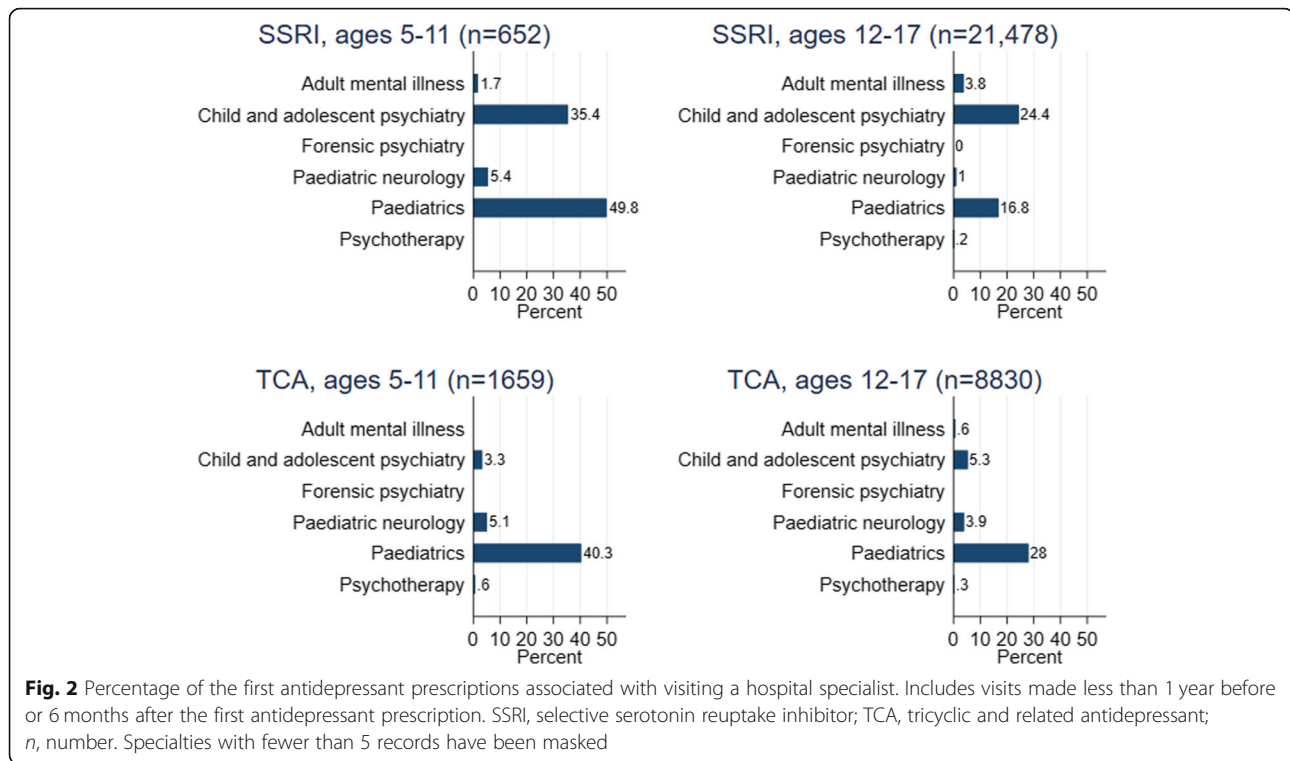 SSRI, ages 5-11 (n=652)
Adult mental illness 1.7
Child and adolescent psychiatry 35.4
Forensic psychiatry
Paediatric neurology 5.4
Paediatrics 49.8
Psychotherapy
0 10 20 30 40 50
Percent
SSRI, ages 12-17 (n=21,478)
Adult mental illness 3.8
Child and adolescent psychiatry 24.4
Forensic psychiatry 0
Paediatric neurology 1
Paediatrics 16.8
Psychotherapy .2
0 10 20 30 40 50
Percent
TCA, ages 5-11 (n=1659)
Adult mental illness
Child and adolescent psychiatry 3.3
Forensic psychiatry
Paediatric neurology 5.1
Paediatrics 40.3
Psychotherapy .6
0 10 20 30 40 50
Percent
TCA, ages 12-17 (n=8830)
Adult mental illness .6
Child and adolescent psychiatry 5.3
Forensic psychiatry
Paediatric neurology 3.9
Paediatrics 28
Psychotherapy .3
0 10 20 30 40 50
Percent
Fig. 2 Percentage of the first antidepressant prescriptions associated with visiting a hospital specialist. Includes visits made less than 1 year before
or 6 months after the first antidepressant prescription. SSRI, selective serotonin reuptake inhibitor; TCA, tricyclic and related antidepressant;
n, number. Specialties with fewer than 5 records have been masked